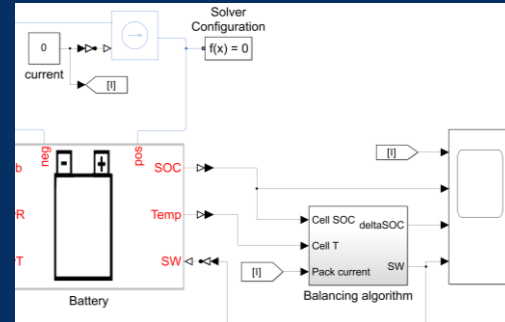 Solver
Configuration
0
f(x) = 0
current
[I]
neg
pos
[I]
b
SOC
- +
R
Temp
Cell SOC
deltaSOC
Cell T
T
SW
[I]
Pack current
SW
Battery
Balancing algorithm